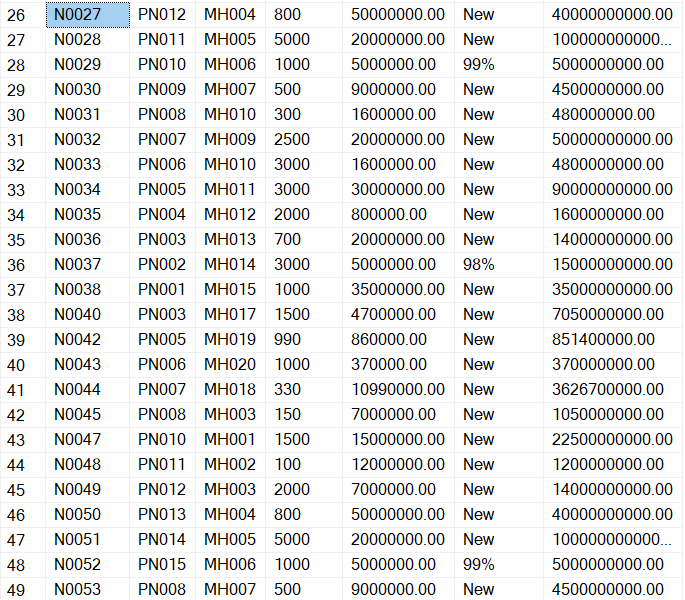 26 N0027 PN012 MH004 800 50000000.00 New 40000000000.00
27 N0028 PN011 MH005 5000 20000000.00 New 100000000000...
28 N0029 PN010 MH006 1000 5000000.00 99% 5000000000.00
29 N0030 PN009 MH007 500 9000000.00 New 4500000000.00
30 N0031 PN008 MH010 300 1600000.00 New 480000000.00
31 N0032 PN007 MH009 2500 20000000.00 New 50000000000.00
32 N0033 PN006 MH010 3000 1600000.00 New 4800000000.00
33 N0034 PN005 MH011 3000 30000000.00 New 90000000000.00
34 N0035 PN004 MH012 2000 800000.00 New 1600000000.00
35 N0036 PN003 MH013 700 20000000.00 New 14000000000.00
36 N0037 PN002 MH014 3000 5000000.00 98% 15000000000.00
37 N0038 PN001 MH015 1000 35000000.00 New 35000000000.00
38 N0040 PN003 MH017 1500 4700000.00 New 7050000000.00
39 N0042 PN005 MH019 990 860000.00 New 851400000.00
40 N0043 PN006 MH020 1000 370000.00 New 370000000.00
41 N0044 PN007 MH018 330 10990000.00 New 3626700000.00
42 N0045 PN008 MH003 150 7000000.00 New 1050000000.00
43 N0047 PN010 MH001 1500 15000000.00 New 22500000000.00
44 N0048 PN011 MH002 100 12000000.00 New 1200000000.00
45 N0049 PN012 MH003 2000 7000000.00 New 14000000000.00
46 N0050 PN013 MH004 800 50000000.00 New 40000000000.00
47 N0051 PN014 MH005 5000 20000000.00 New 100000000000...
48 N0052 PN015 MH006 1000 5000000.00 99% 5000000000.00
49 N0053 PN008 MH007 500 9000000.00 New 4500000000.00